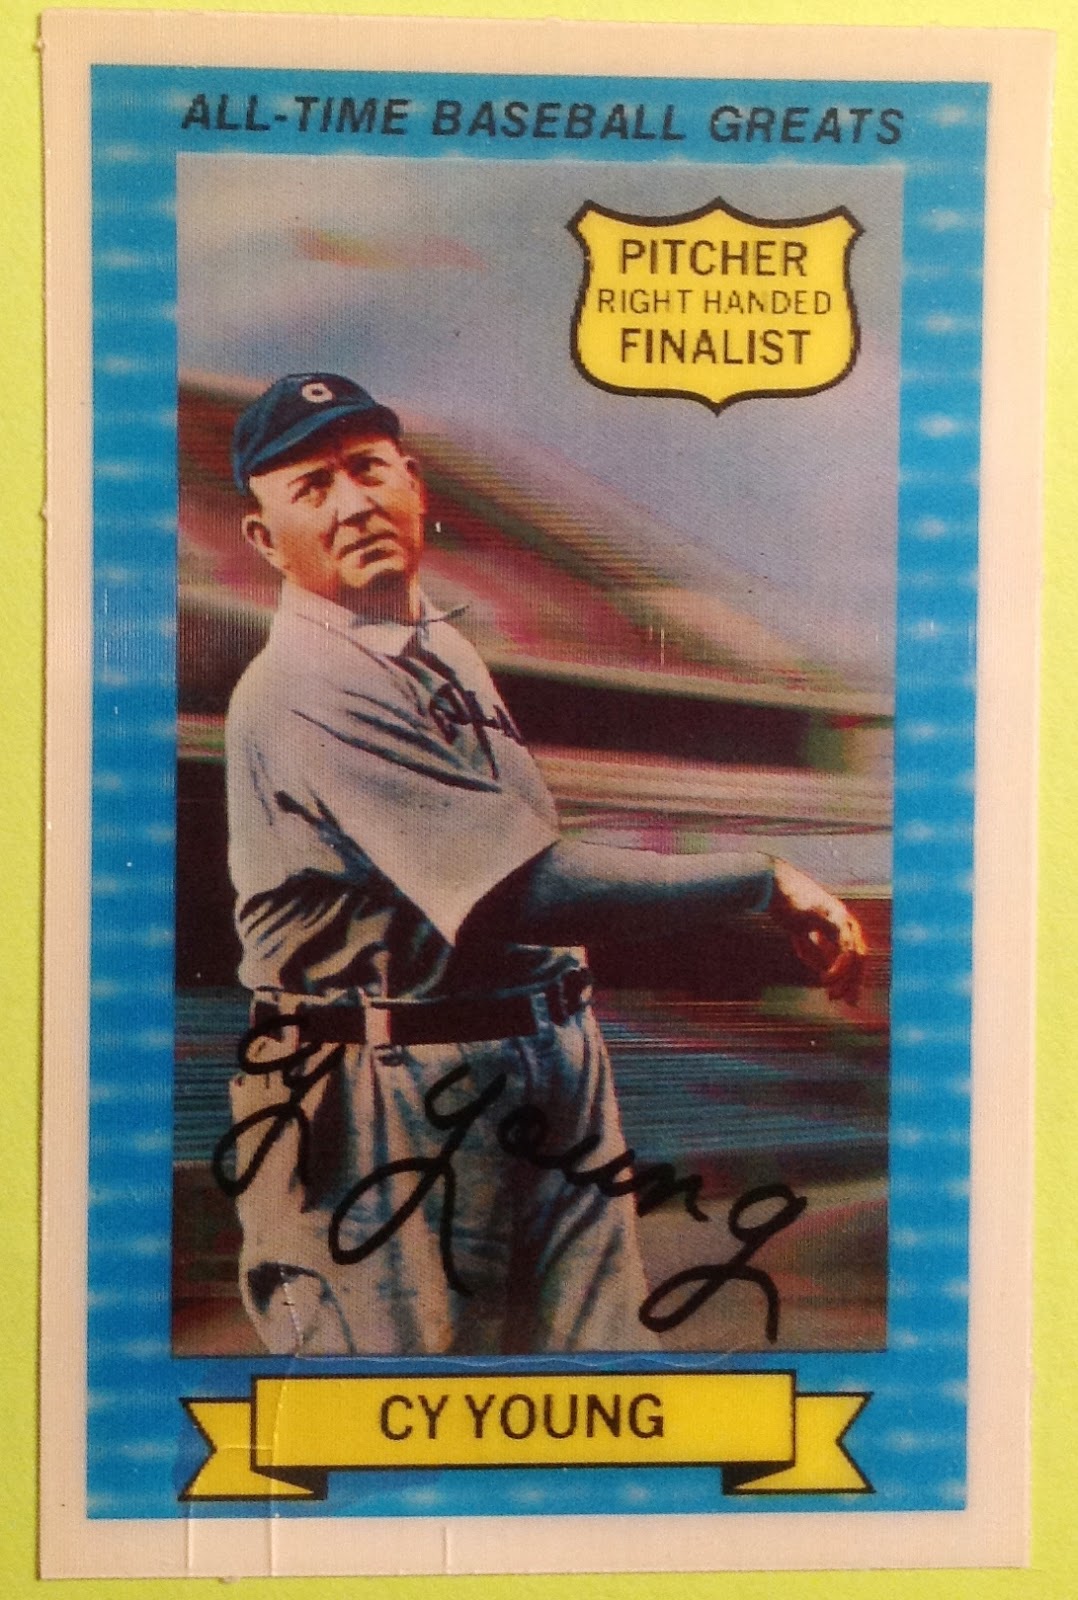 ALL-TIME BASEBALL GREATS
PITCHER
RIGHT HANDED
FINALIST
C
Cy Young
CY YOUNG